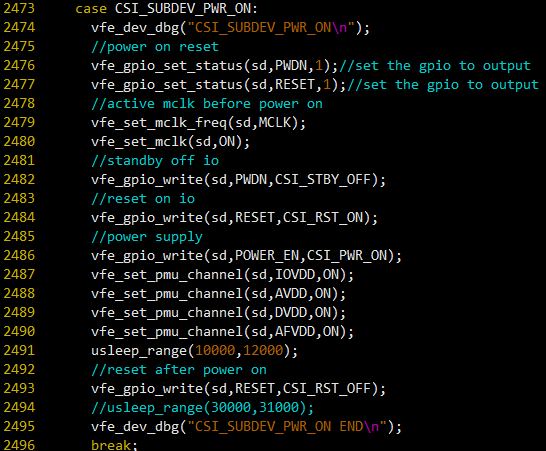 2473     case CSI_SUBDEV_PWR_ON:
2474       vfe_dev_dbg("CSI_SUBDEV_PWR_ON\n");
2475       //power on reset
2476       vfe_gpio_set_status(sd,PWDN,1);//set the gpio to output
2477       vfe_gpio_set_status(sd,RESET,1);//set the gpio to output
2478       //active mclk before power on
2479       vfe_set_mclk_freq(sd,MCLK);
2480       vfe_set_mclk(sd,ON);
2481       //standby off io
2482       vfe_gpio_write(sd,PWDN,CSI_STBY_OFF);
2483       //reset on io
2484       vfe_gpio_write(sd,RESET,CSI_RST_ON);
2485       //power supply
2486       vfe_gpio_write(sd,POWER_EN,CSI_PWR_ON);
2487       vfe_set_pmu_channel(sd,IOVDD,ON);
2488       vfe_set_pmu_channel(sd,AVDD,ON);
2489       vfe_set_pmu_channel(sd,DVDD,ON);
2490       vfe_set_pmu_channel(sd,AFVDD,ON);
2491       usleep_range(10000,12000);
2492       //reset after power on
2493       vfe_gpio_write(sd,RESET,CSI_RST_OFF);
2494       //usleep_range(30000,31000);
2495       vfe_dev_dbg("CSI_SUBDEV_PWR_ON END\n");
2496       break;